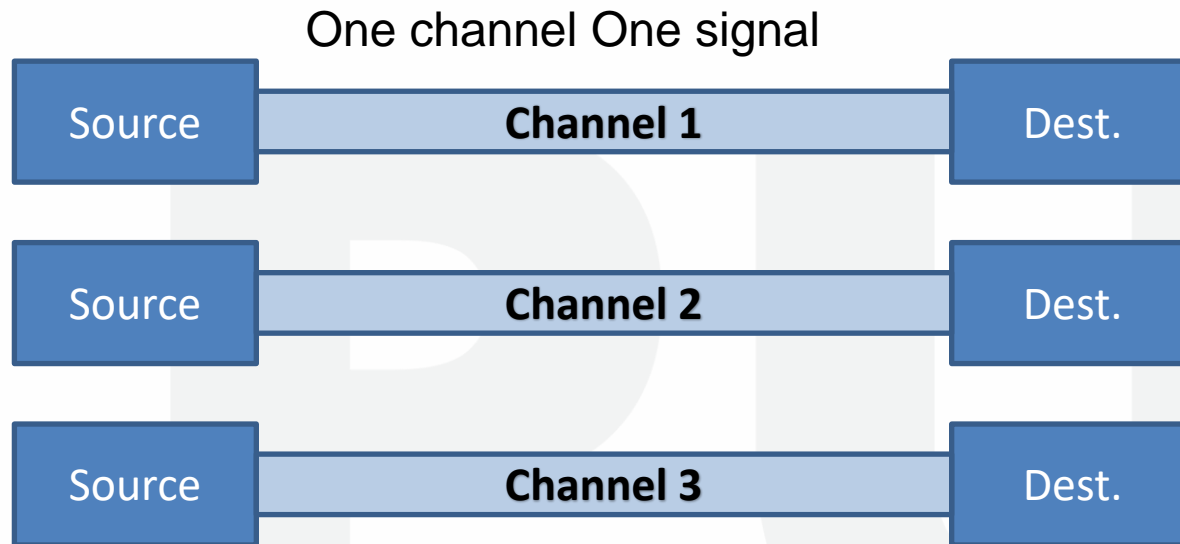 One channel One signal
Source Channel 1 Dest.
Source Channel 2 Dest.
Source Channel 3 Dest.